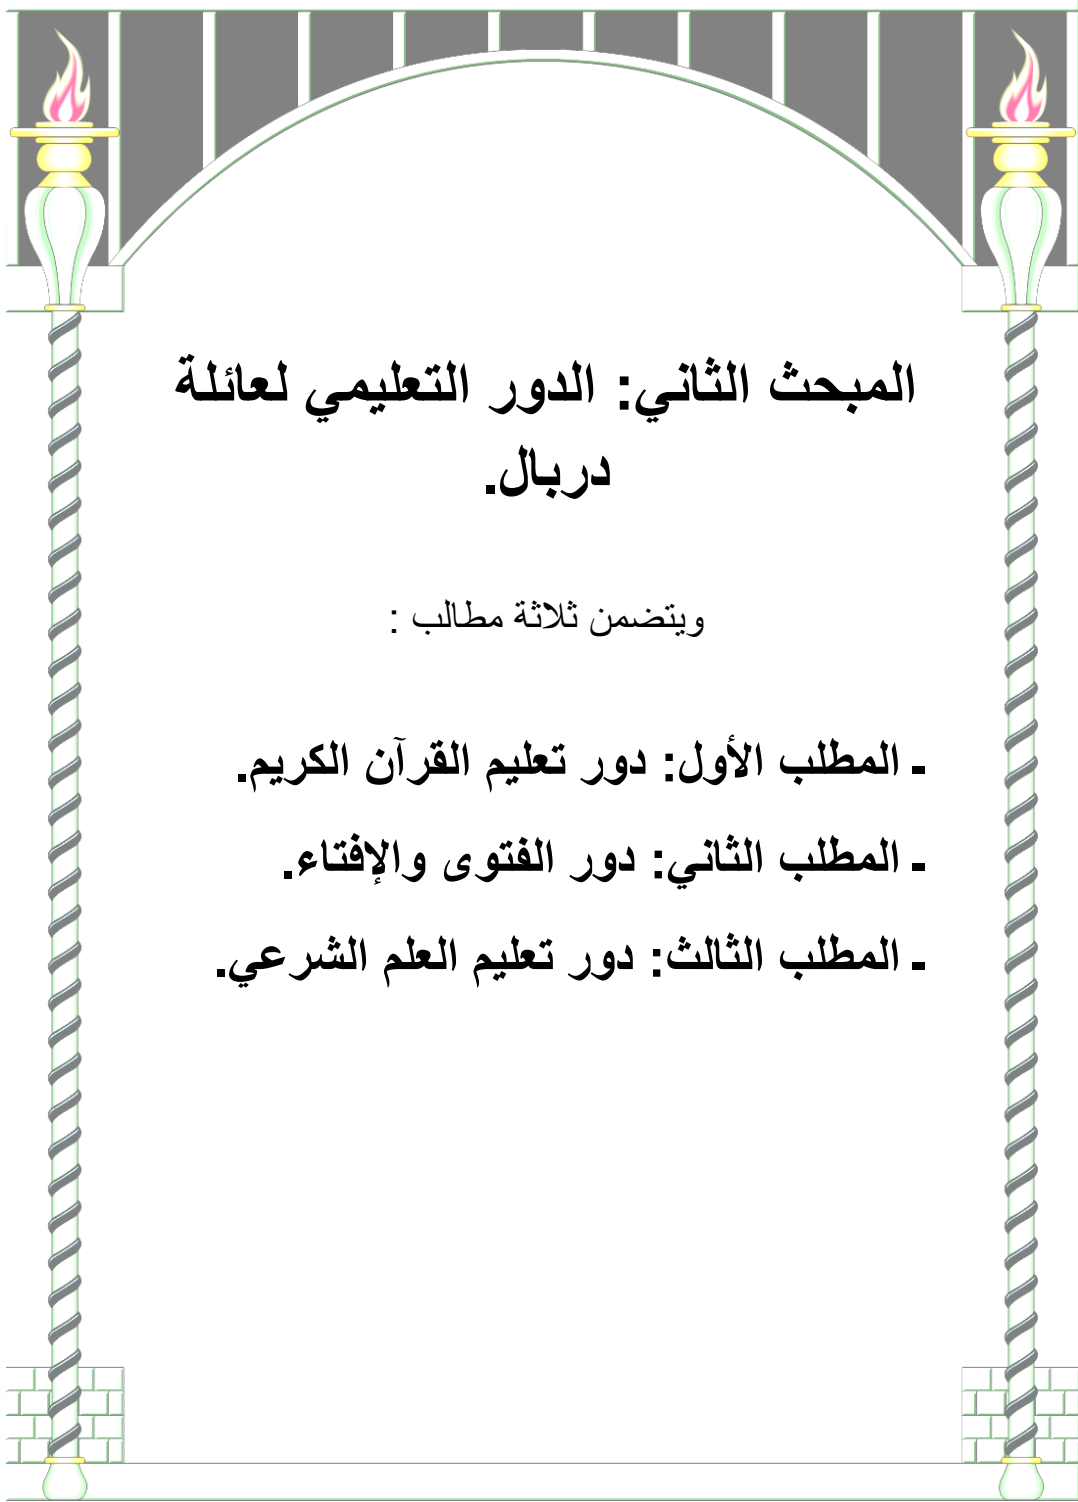 المبحث الثاني: الدور التعليمي لعائلة
دربال.
ويتضمن ثلاثة مطالب :
- المطلب الأول: دور تعليم القرآن الكريم.
- المطلب الثاني: دور الفتوى والإفتاء.
- المطلب الثالث: دور تعليم العلم الشرعي.